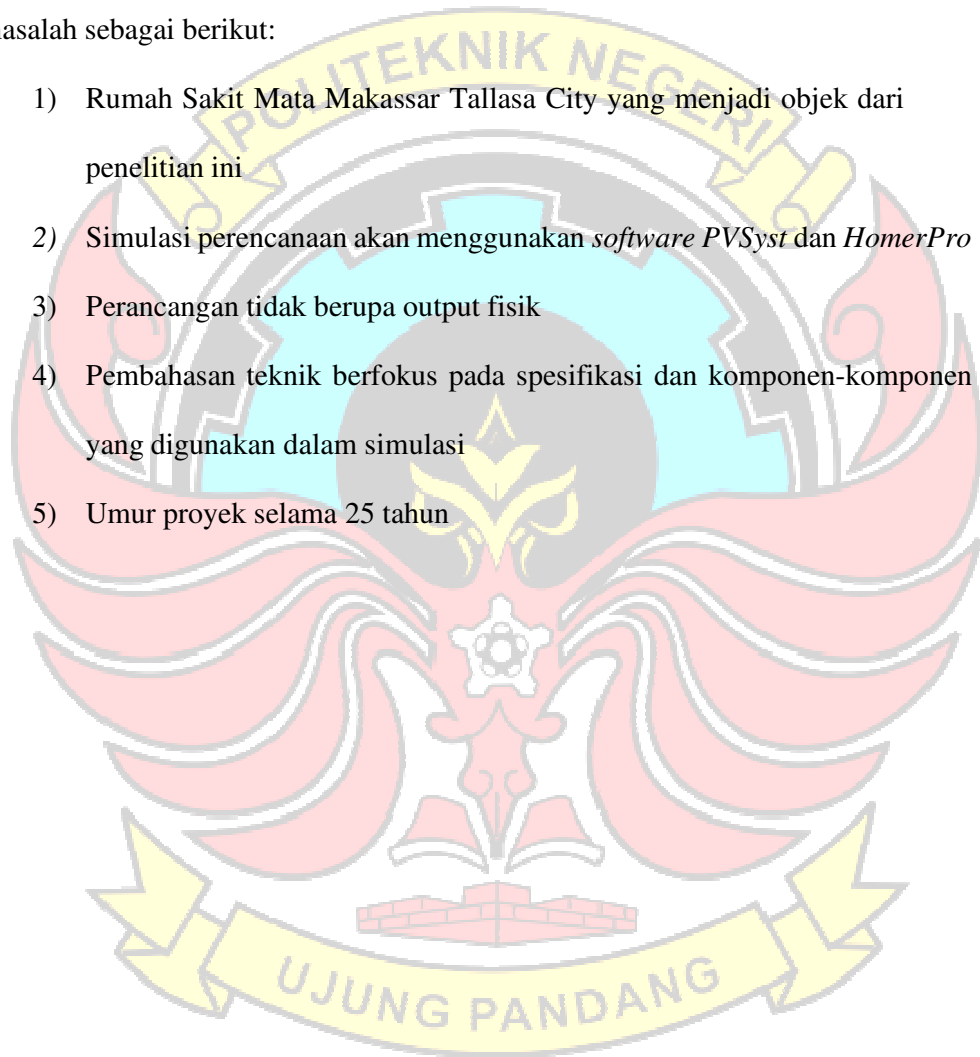 asalah sebagai berikut:
POLITEKNIK NEGERI
1) Rumah Sakit Mata Makassar Tallasa City yang menjadi objek dari
penelitian ini
2) Simulasi perencanaan akan menggunakan software PVSyst dan HomerPro
3) Perancangan tidak berupa output fisik
4) Pembahasan teknik berfokus pada spesifikasi dan komponen-komponen
yang digunakan dalam simulasi
5) Umur proyek selama 25 tahun
UJUNG PANDANG